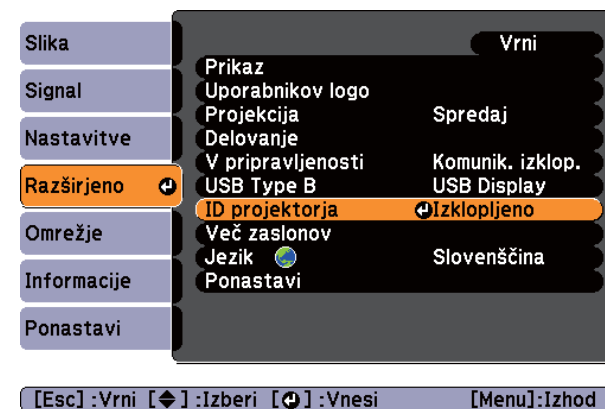 Slika
Signal
Nastavitve
Razširjeno
Omrežje
Informacije
Ponastavi
Vrni
Prikaz
Uporabnikov logo
Projekcija Spredaj
Delovanje
V pripravljenosti Komunik. izklop.
USB Type B USB Display
ID projektorja Izklopljeno
Več zaslonov
Jezik Slovenščina
Ponastavi
[Esc] :Vrni [◆] :Izberi [⏎] :Vnesi [Menu]:Izhod